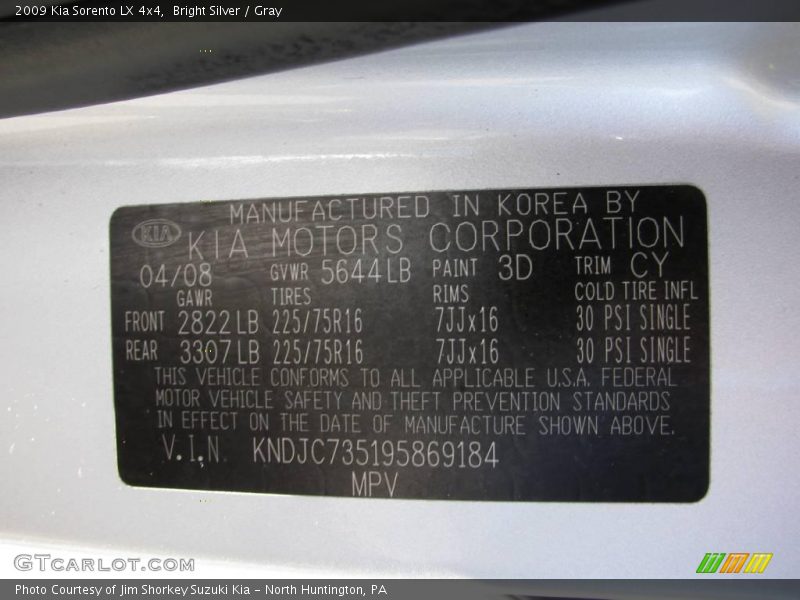 2009 Kia Sorento LX 4x4, Bright Silver / Gray
MANUFACTURED IN KOREA BY
KIA KIA MOTORS CORPORATION
04/08 GVWR 5644LB PAINT 3D TRIM CY
GAWR TIRES RIMS COLD TIRE INFL
FRONT 2822LB 225/75R16 7JJx16 30 PSI SINGLE
REAR 3307LB 225/75R16 7JJx16 30 PSI SINGLE
THIS VEHICLE CONFORMS TO ALL APPLICABLE U.S.A. FEDERAL
MOTOR VEHICLE SAFETY AND THEFT PREVENTION STANDARDS
IN EFFECT ON THE DATE OF MANUFACTURE SHOWN ABOVE.
V.I.N. KNDJC735195869184
MPV
GTCarLot.com
Photo Courtesy of Jim Shorkey Suzuki Kia - North Huntington, PA